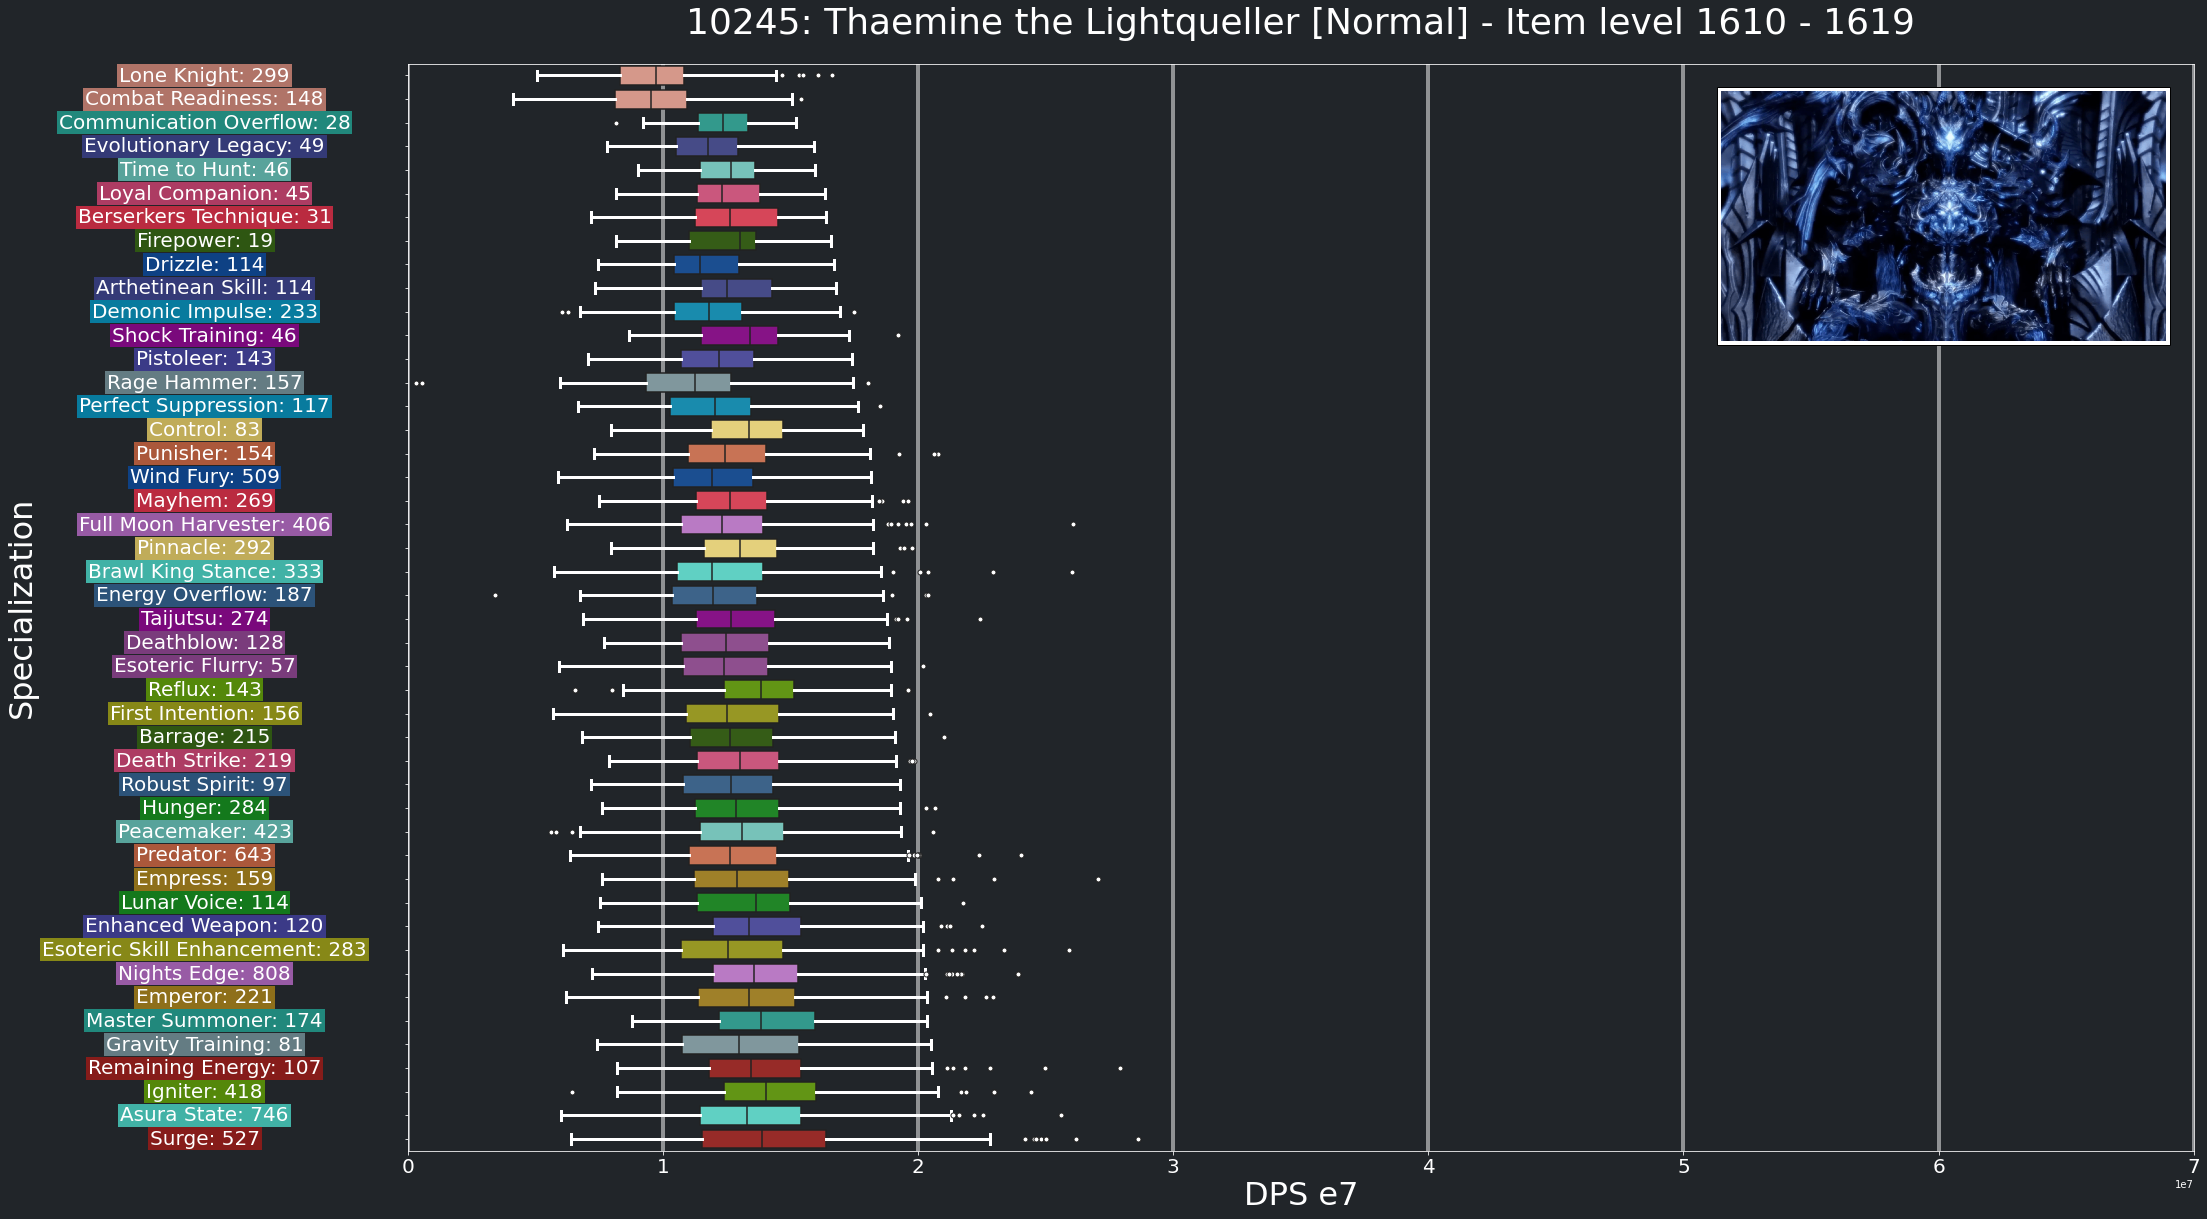 10245: Thaemine the Lightqueller [Normal] - Item level 1610 - 1619
Specialization
Lone Knight: 299
Combat Readiness: 148
Communication Overflow: 28
Evolutionary Legacy: 49
Time to Hunt: 46
Loyal Companion: 45
Berserkers Technique: 31
Firepower: 19
Drizzle: 114
Arthetinean Skill: 114
Demonic Impulse: 233
Shock Training: 46
Pistoleer: 143
Rage Hammer: 157
Perfect Suppression: 117
Control: 83
Punisher: 154
Wind Fury: 509
Mayhem: 269
Full Moon Harvester: 406
Pinnacle: 292
Brawl King Stance: 333
Energy Overflow: 187
Taijutsu: 274
Deathblow: 128
Esoteric Flurry: 57
Reflux: 143
First Intention: 156
Barrage: 215
Death Strike: 219
Robust Spirit: 97
Hunger: 284
Peacemaker: 423
Predator: 643
Empress: 159
Lunar Voice: 114
Enhanced Weapon: 120
Esoteric Skill Enhancement: 283
Nights Edge: 808
Emperor: 221
Master Summoner: 174
Gravity Training: 81
Remaining Energy: 107
Igniter: 418
Asura State: 746
Surge: 527
0 1 2 3 4 5 6 7
1e7
DPS e7